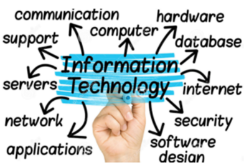 communication
hardware
computer
support
database
Information
Technology
servers
internet
network
security
applications
software
design